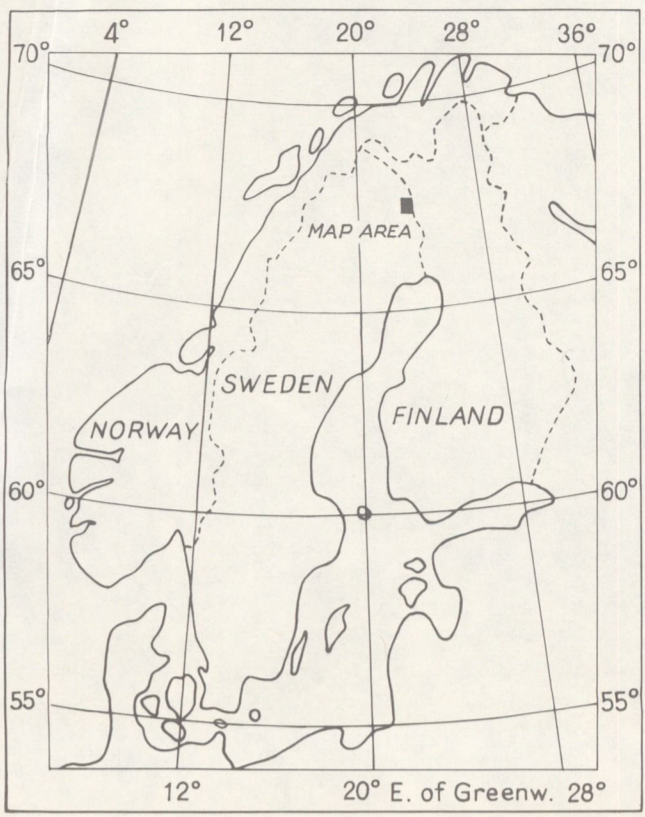 4° 12° 20° 28° 36°
70° 70°
MAP AREA
65° 65°
SWEDEN
NORWAY FINLAND
60° 60°
55° 55°
12° 20° E. of Greenw. 28°